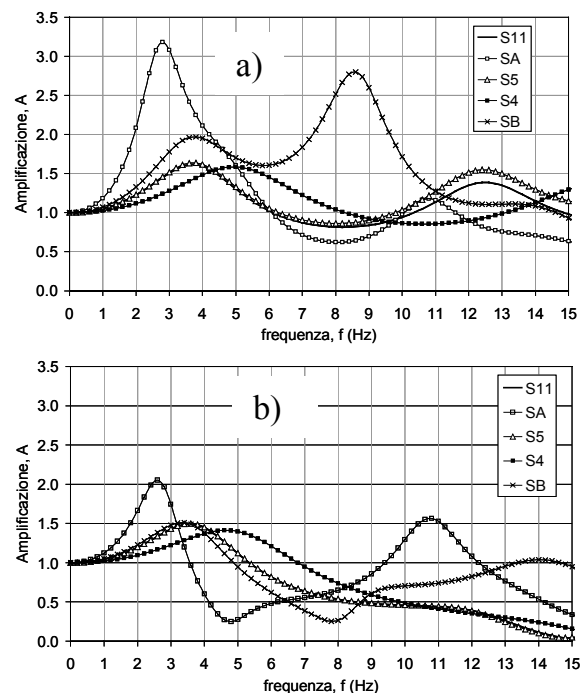 3.5
3.0
2.5
2.0
1.5
1.0
0.5
0.0
Amplificazione, A
a)
S11
SA
S5
S4
SB
0 1 2 3 4 5 6 7 8 9 10 11 12 13 14 15
frequenza, f (Hz)
3.5
3.0
2.5
2.0
1.5
1.0
0.5
0.0
Amplificazione, A
b)
S11
SA
S5
S4
SB
0 1 2 3 4 5 6 7 8 9 10 11 12 13 14 15
frequenza, f (Hz)